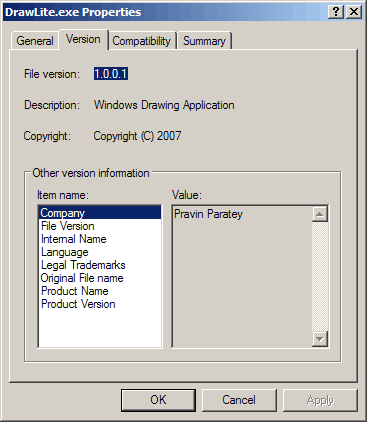 DrawLite.exe Properties
General Version Compatibility Summary
File version: 1.0.0.1
Description: Windows Drawing Application
Copyright: Copyright (C) 2007
Other version information
Item name: Value:
Company Pravin Paratey
File Version
Internal Name
Language
Legal Trademarks
Original File name
Product Name
Product Version
OK Cancel Apply